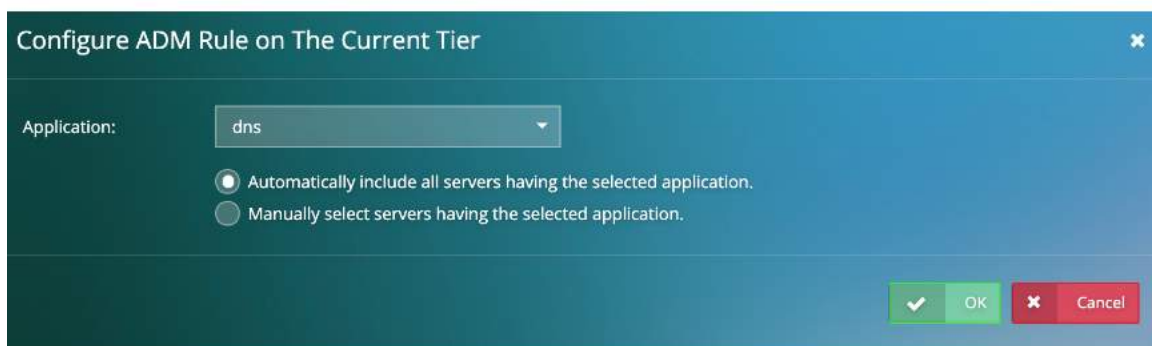 Configure ADM Rule on The Current Tier
Application:
dns
Automatically include all servers having the selected application.
Manually select servers having the selected application.
OK
Cancel